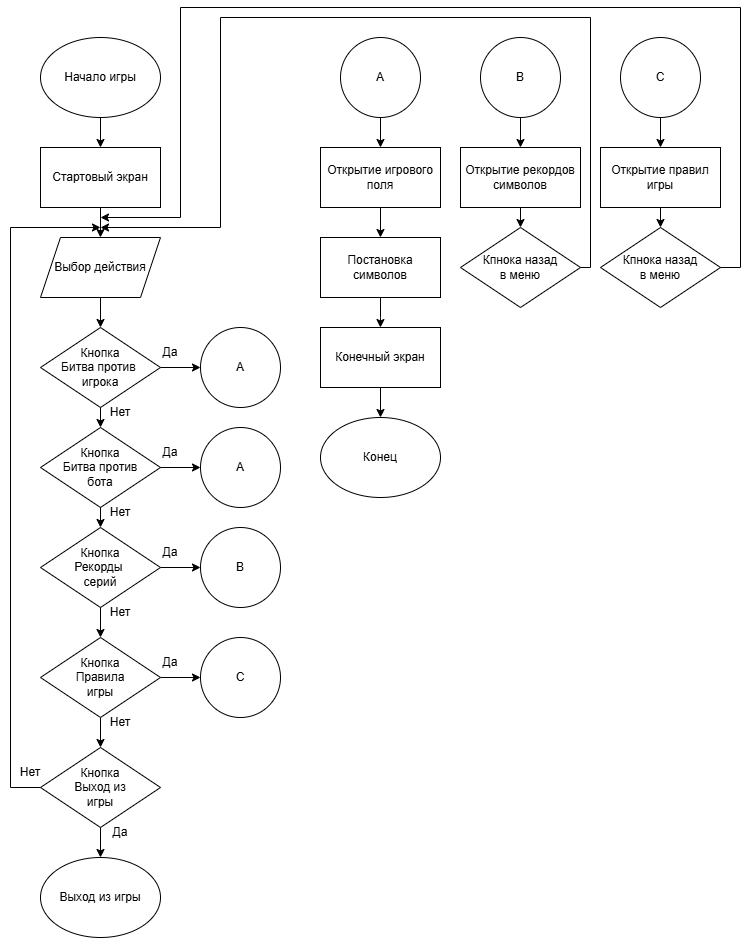 Начало игры
Стартовый экран
Выбор действия
Кнопка
Битва против
игрока
Да
А
Нет
Кнопка
Битва против
бота
Да
А
Нет
Кнопка
Рекорды
серий
Да
В
Нет
Кнопка
Правила
игры
Да
С
Нет
Кнопка
Выход из
игры
Нет
Да
Выход из игры
А
Открытие игрового
поля
Постановка
символов
Конечный экран
Конец
В
Открытие рекордов
символов
Кпнока назад
в меню
С
Открытие правил
игры
Кпнока назад
в меню